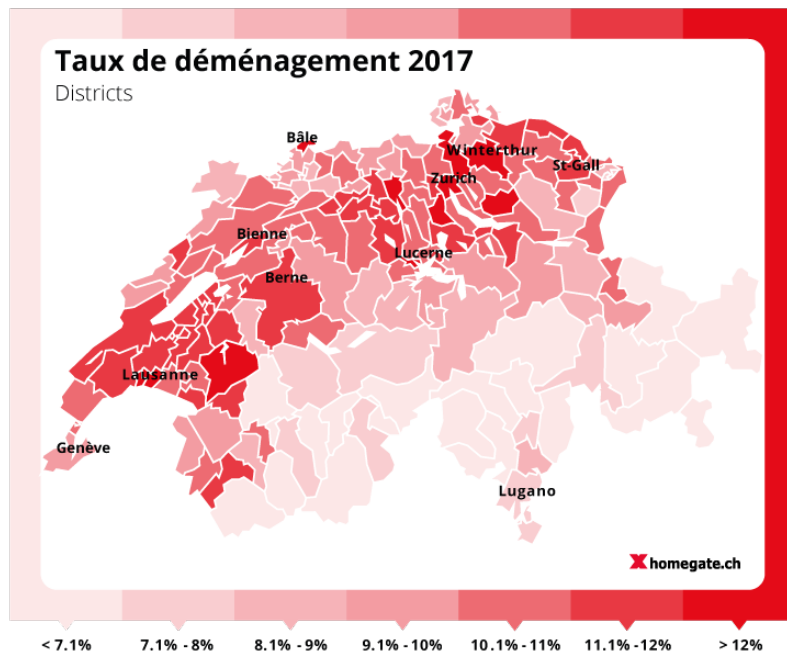 Taux de déménagement 2017
Districts
Bâle
Winterthur
St-Gall
Zurich
Bienne
Lucerne
Berne
Lausanne
Genève
Lugano
homegate.ch
< 7.1%
7.1% - 8%
8.1% - 9%
9.1% - 10%
10.1% - 11%
11.1% -12%
> 12%